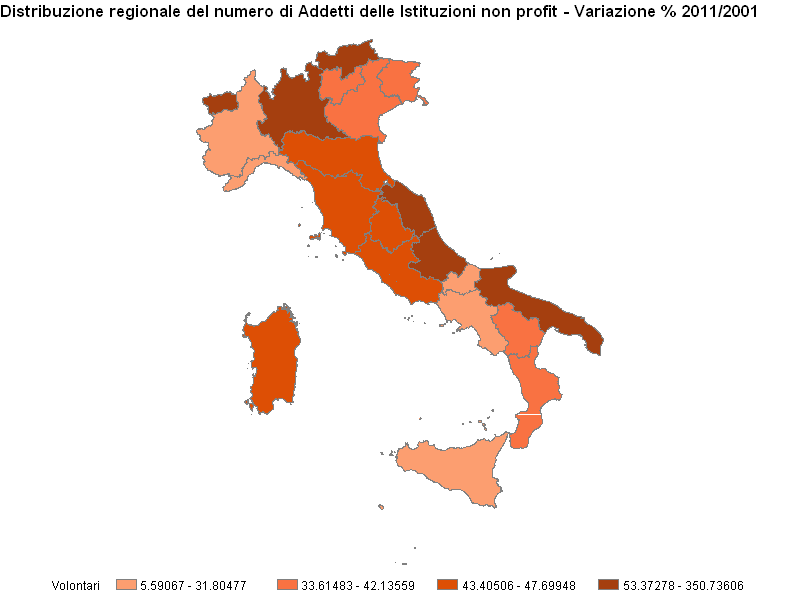 Distribuzione regionale del numero di Addetti delle Istituzioni non profit - Variazione % 2011/2001
Volontari 5.59067 - 31.80477 33.61483 - 42.13559 43.40506 - 47.69948 53.37278 - 350.73606